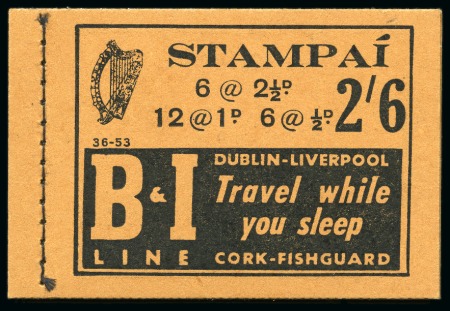 STAMPAÍ
6 @ 2½D.
12 @ 1D. 6 @ ½D. 2/6
36-53
B & I
LINE
DUBLIN-LIVERPOOL
Travel while
you sleep
CORK-FISHGUARD